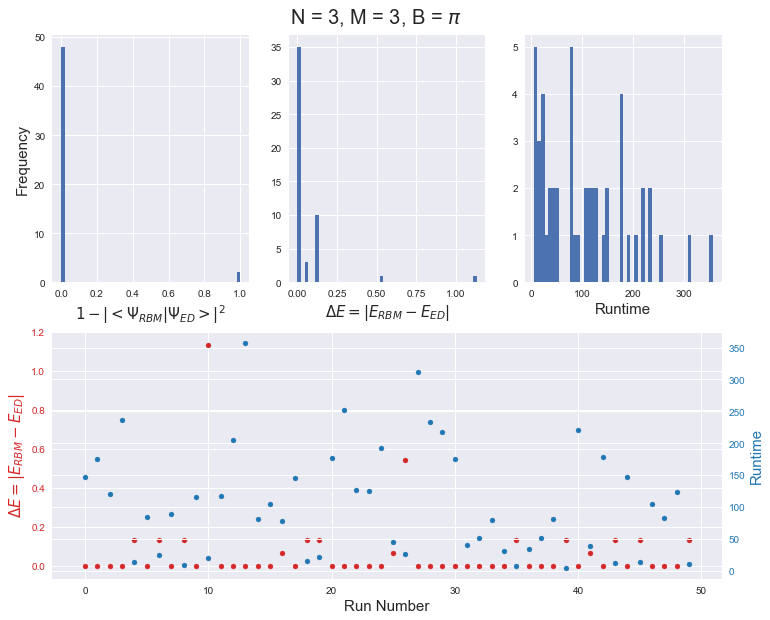 N = 3, M = 3, B = π
Frequency
50
40
30
20
10
0
0.0 0.2 0.4 0.6 0.8 1.0
1 − |< Ψ_RBM|Ψ_ED >|²
35
30
25
20
15
10
5
0
0.00 0.25 0.50 0.75 1.00
ΔE = |E_RBM − E_ED|
5
4
3
2
1
0
0 100 200 300
Runtime
ΔE = |E_RBM − E_ED|
1.2
1.0
0.8
0.6
0.4
0.2
0.0
0 10 20 30 40 50
Run Number
350
300
250
200
150
100
50
0
Runtime